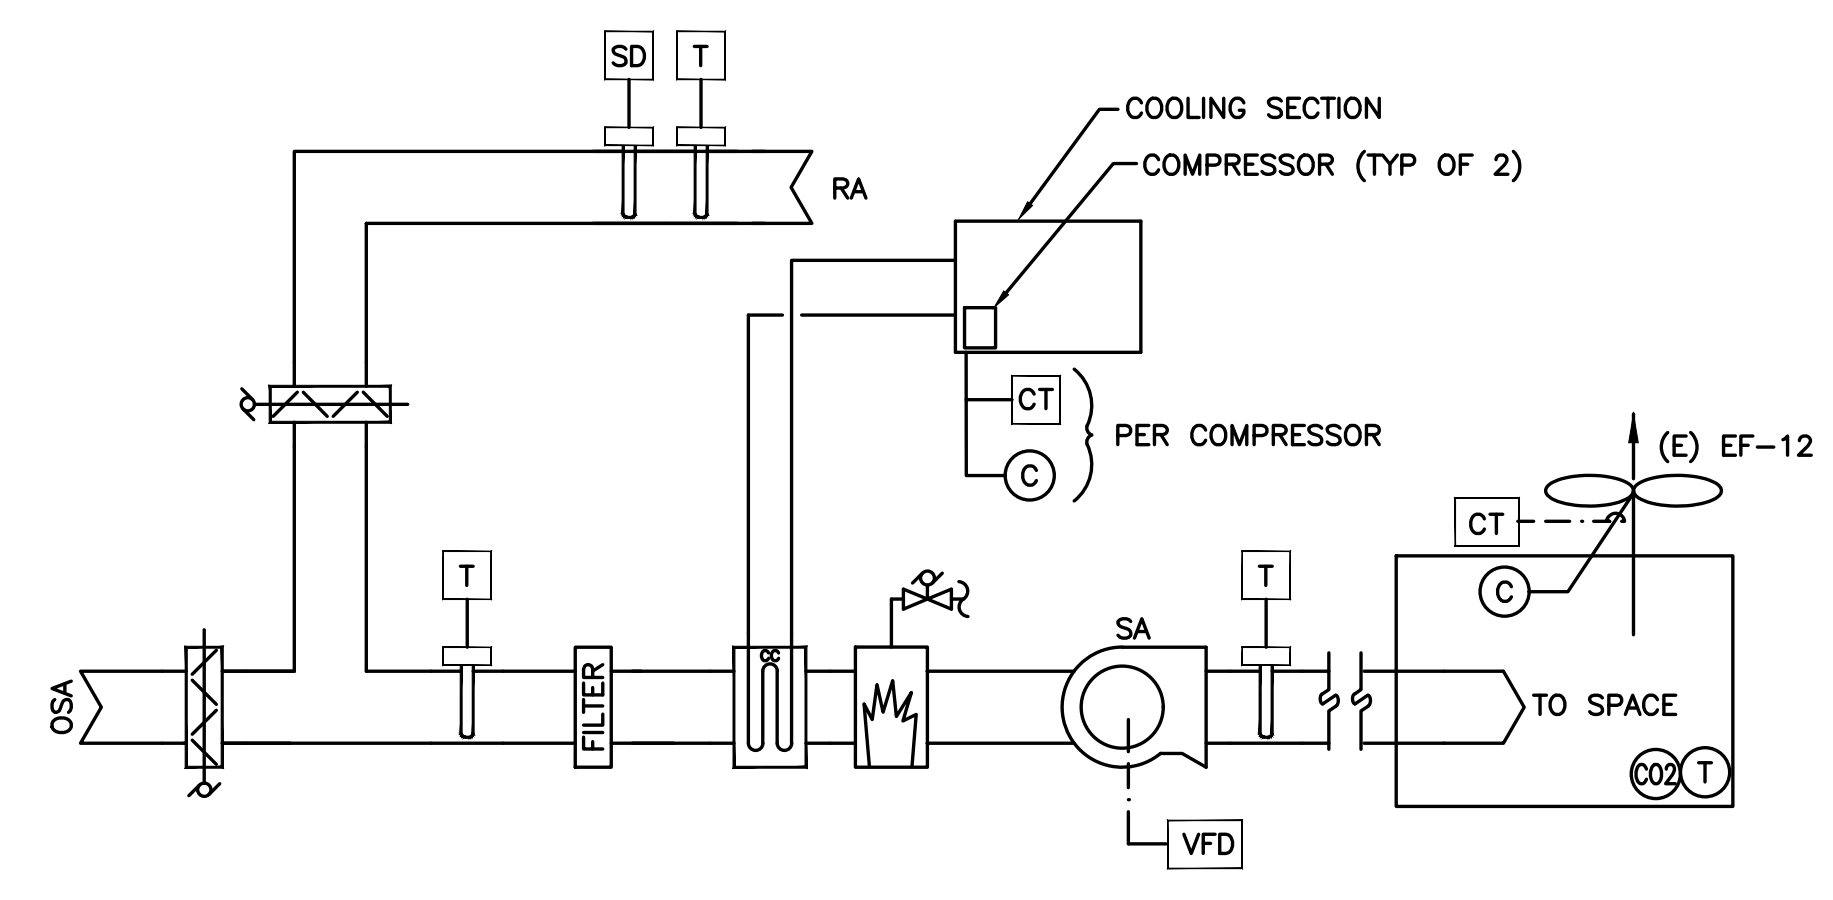 SD
T
COOLING SECTION
COMPRESSOR (TYP OF 2)
RA
CT
PER COMPRESSOR
C
(E) EF-12
CT
C
T
T
SA
CC
OSA
FILTER
TO SPACE
CO2
T
VFD